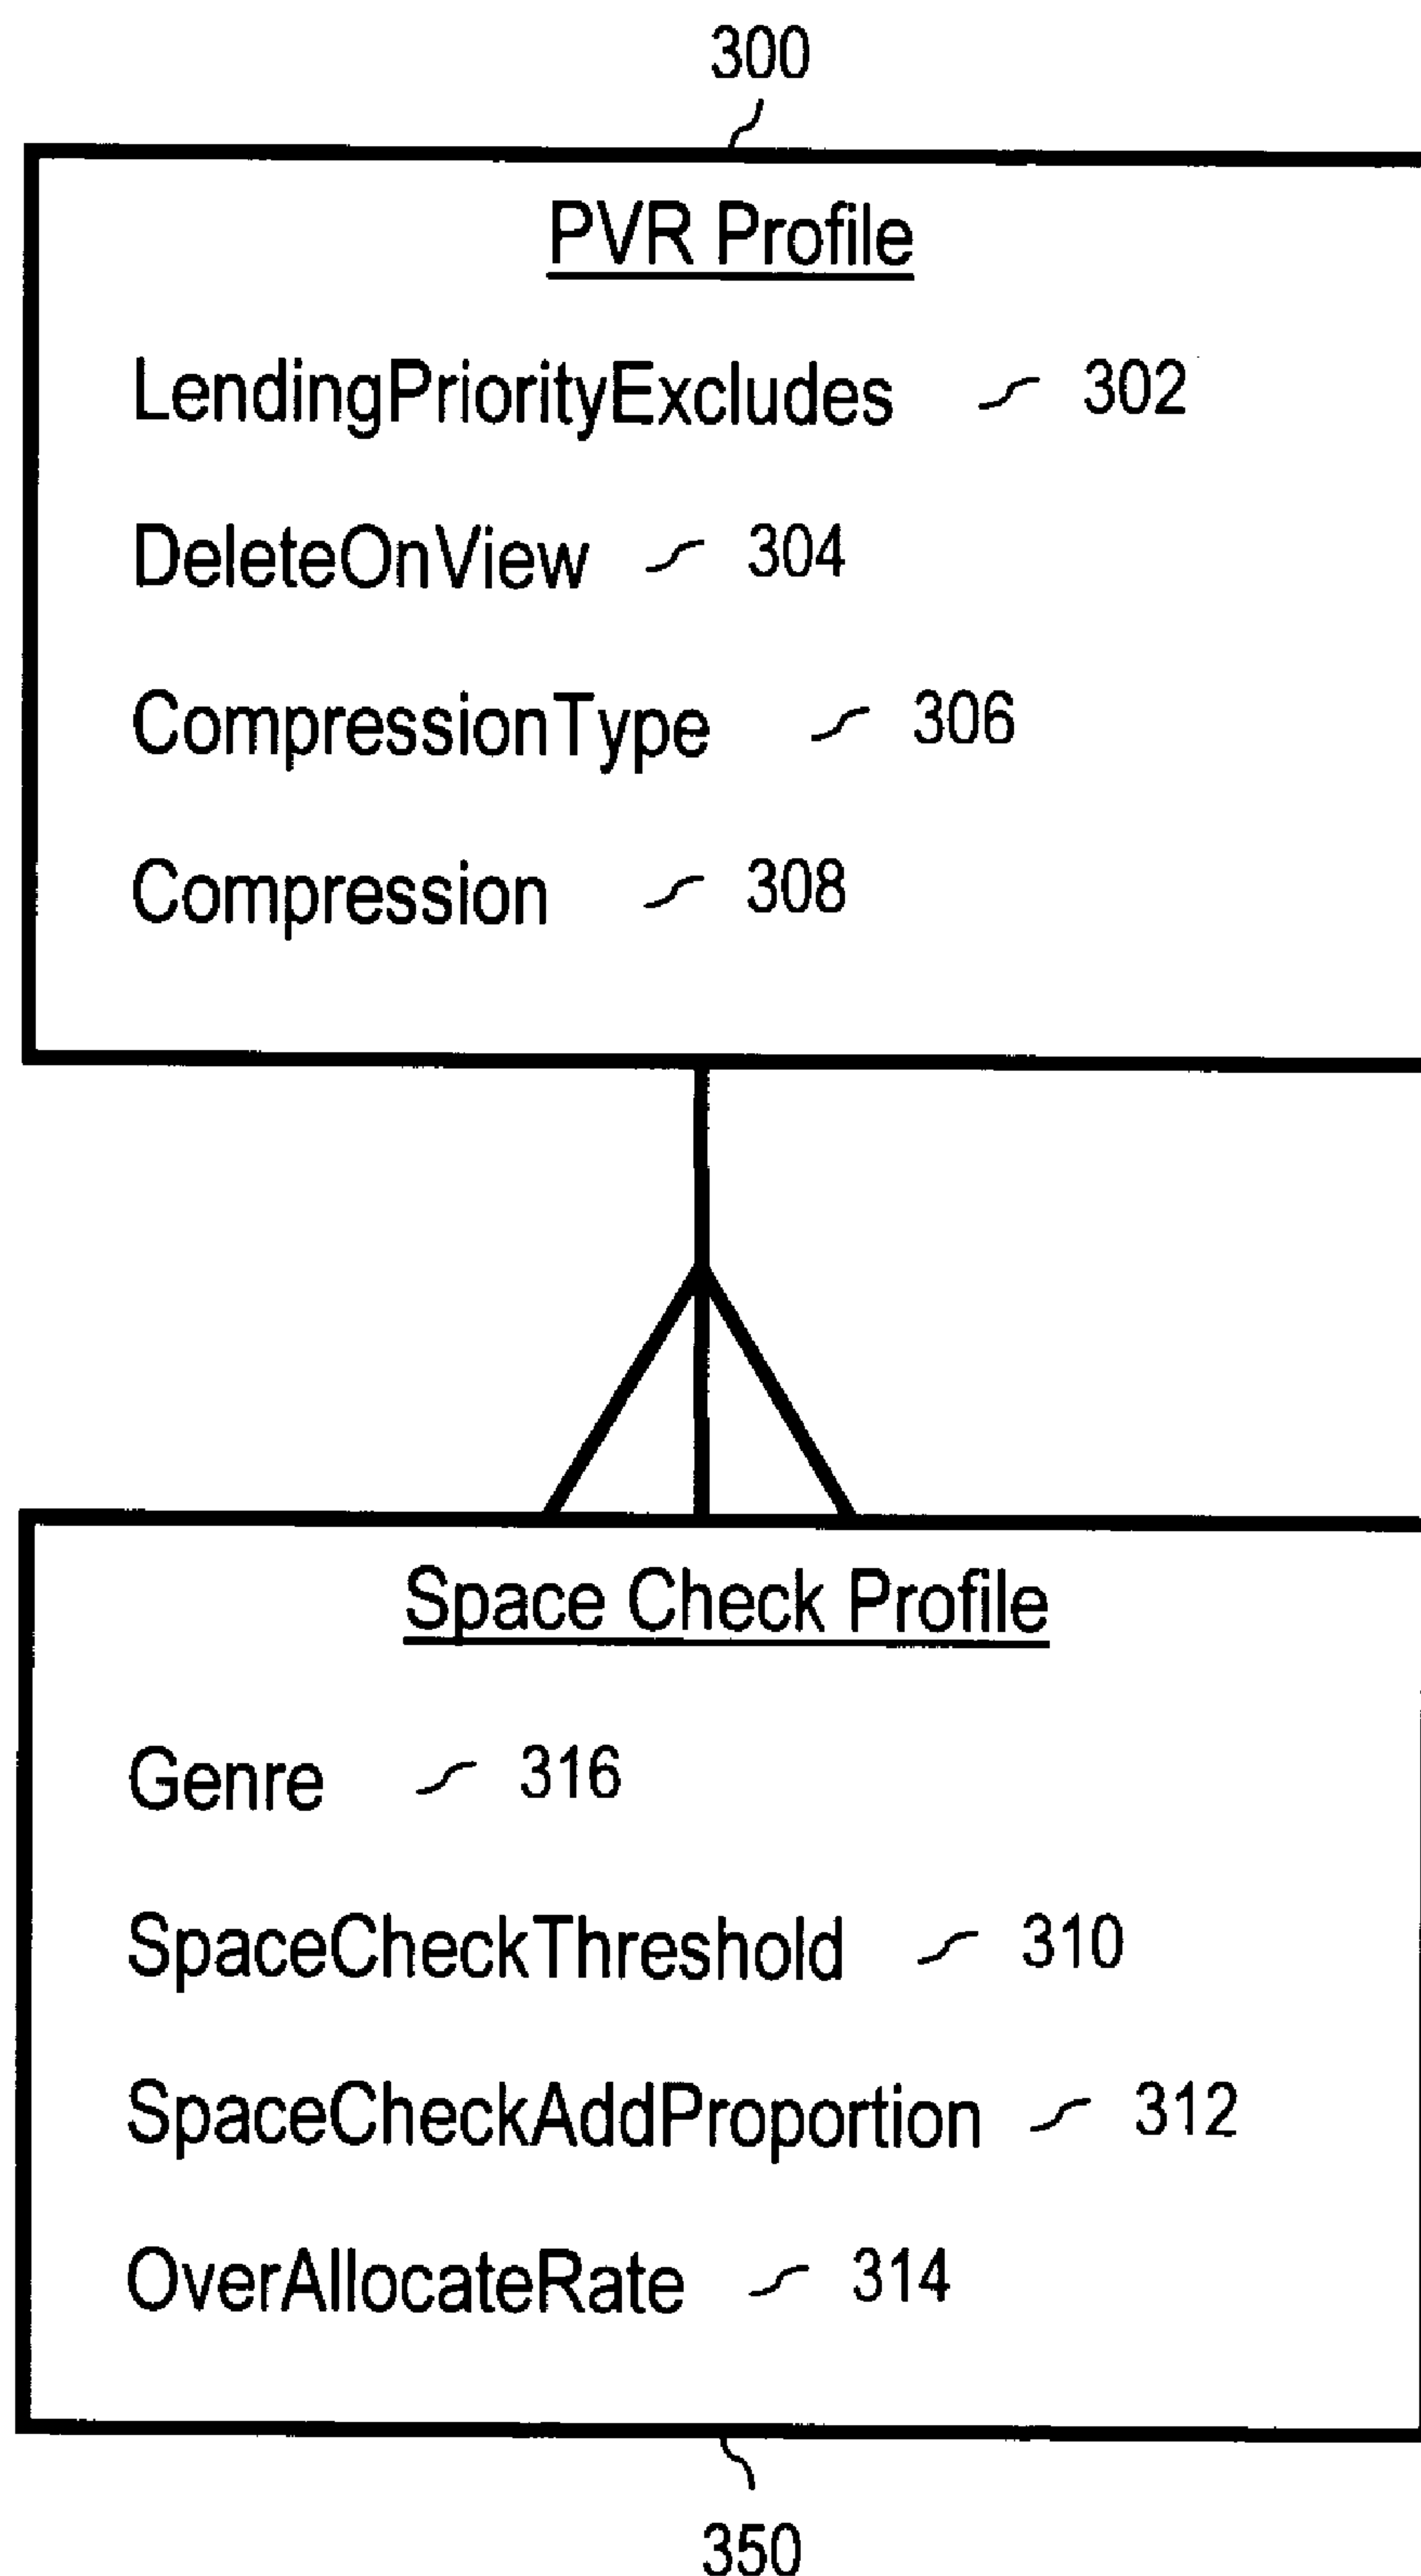 300
PVR Profile
LendingPriorityExcludes 302
DeleteOnView 304
CompressionType 306
Compression 308
Space Check Profile
Genre 316
SpaceCheckThreshold 310
SpaceCheckAddProportion 312
OverAllocateRate 314
350